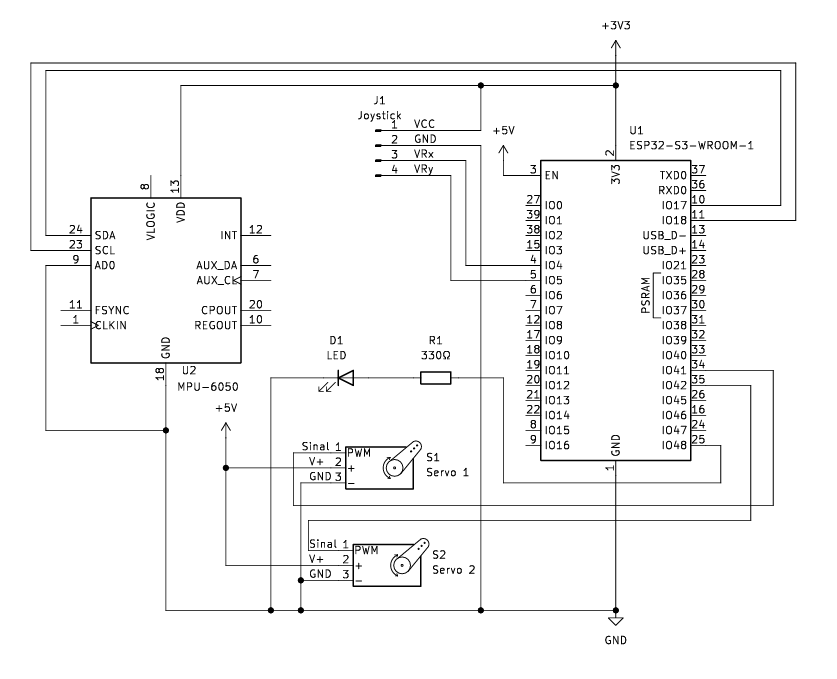 +3V3
J1
Joystick
1 VCC
2 GND
3 VRx
4 VRy
+5V
U1
ESP32-S3-WROOM-1
2
3V3
3 EN
27 IO0
39 IO1
38 IO2
15 IO3
4 IO4
5 IO5
6 IO6
7 IO7
12 IO8
17 IO9
18 IO10
19 IO11
20 IO12
21 IO13
22 IO14
8 IO15
9 IO16
TXD0 37
RXD0 36
IO17 10
IO18 11
USB_D- 13
USB_D+ 14
IO21 23
IO35 28
IO36 29
IO37 30
PSRAM
IO38 31
IO39 32
IO40 33
IO41 34
IO42 35
IO45 26
IO46 16
IO47 24
IO48 25
GND
1
8
VLOGIC
13
VDD
24 SDA
23 SCL
9 AD0
11 FSYNC
1 CLKIN
INT 12
AUX_DA 6
AUX_CL 7
CPOUT 20
REGOUT 10
GND
18
U2
MPU-6050
D1
LED
R1
330Ω
+5V
Sinal 1 PWM
V+ 2 +
GND 3 -
S1
Servo 1
Sinal 1 PWM
V+ 2 +
GND 3 -
S2
Servo 2
GND